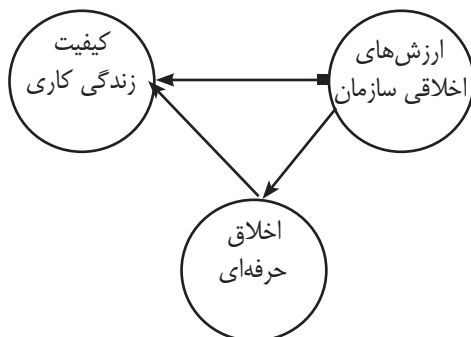 ارزش‌های
اخلاقی سازمان
کیفیت
زندگی کاری
اخلاق
حرفه‌ای